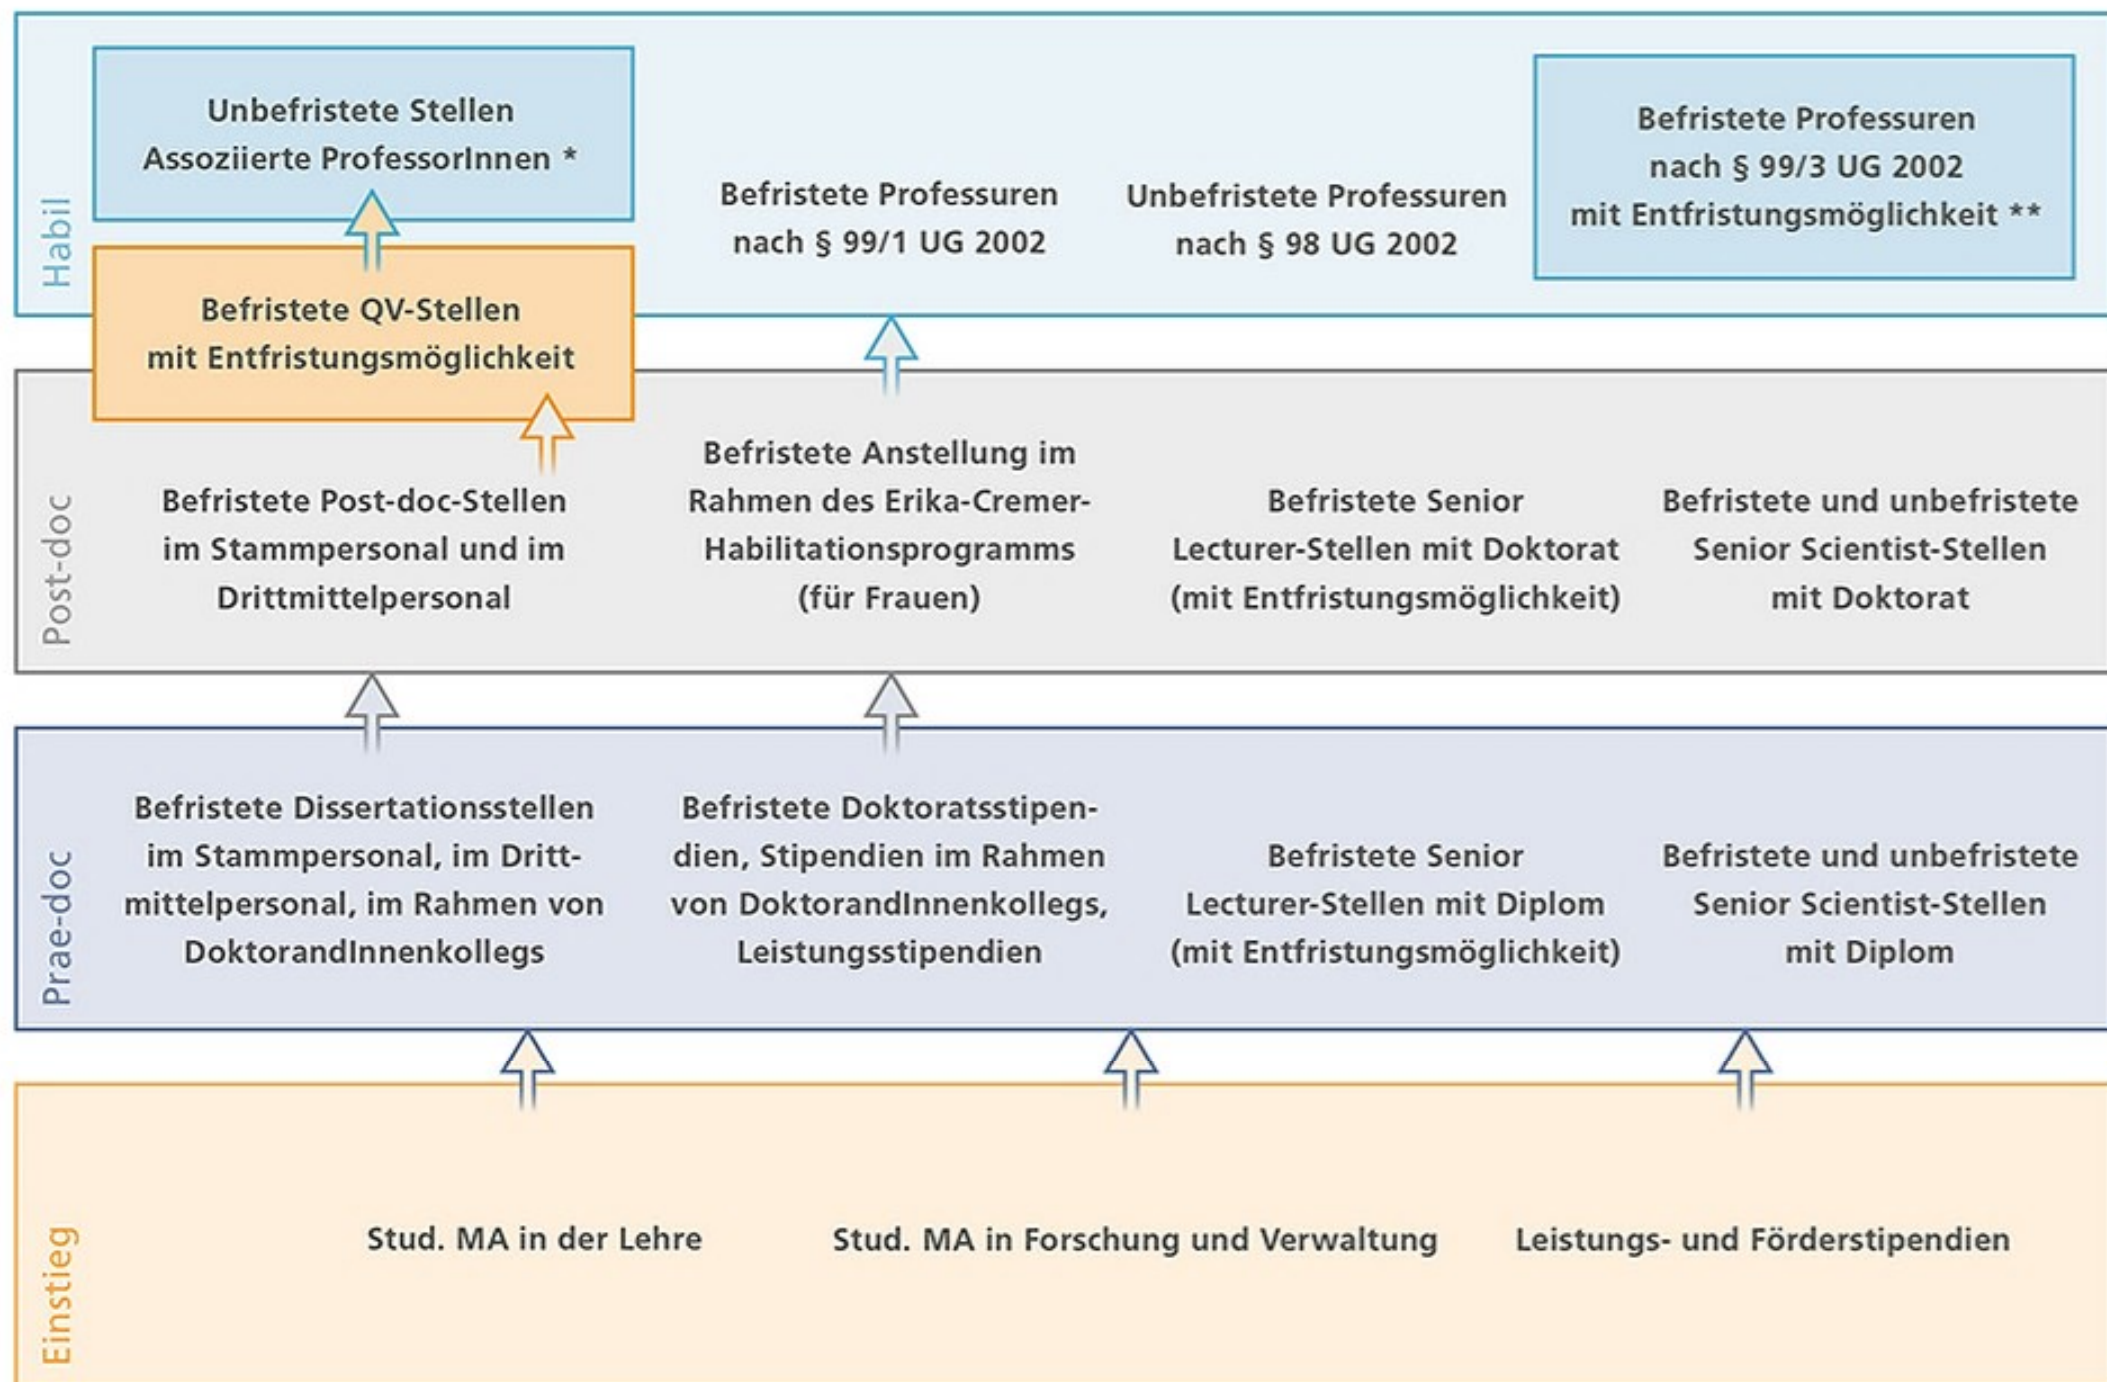 Habil
Unbefristete Stellen
Assoziierte ProfessorInnen *
Befristete QV-Stellen
mit Entfristungsmöglichkeit
Befristete Professuren
nach § 99/1 UG 2002
Unbefristete Professuren
nach § 98 UG 2002
Befristete Professuren
nach § 99/3 UG 2002
mit Entfristungsmöglichkeit **
Post-doc
Befristete Post-doc-Stellen
im Stammpersonal und im
Drittmittelpersonal
Befristete Anstellung im
Rahmen des Erika-Cremer-
Habilitationsprogramms
(für Frauen)
Befristete Senior
Lecturer-Stellen mit Doktorat
(mit Entfristungsmöglichkeit)
Befristete und unbefristete
Senior Scientist-Stellen
mit Doktorat
Prae-doc
Befristete Dissertationsstellen
im Stammpersonal, im Dritt-
mittelpersonal, im Rahmen von
DoktorandInnenkollegs
Befristete Doktoratsstipen-
dien, Stipendien im Rahmen
von DoktorandInnenkollegs,
Leistungsstipendien
Befristete Senior
Lecturer-Stellen mit Diplom
(mit Entfristungsmöglichkeit)
Befristete und unbefristete
Senior Scientist-Stellen
mit Diplom
Einstieg
Stud. MA in der Lehre
Stud. MA in Forschung und Verwaltung
Leistungs- und Förderstipendien